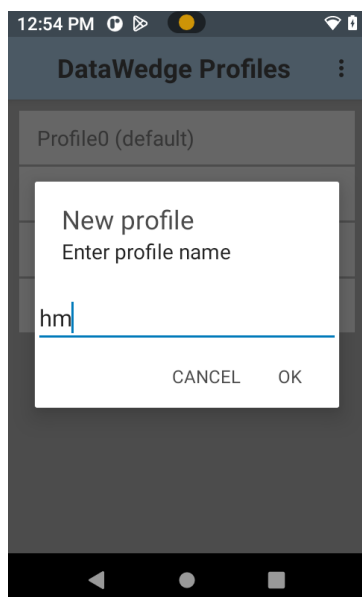 12:54 PM
DataWedge Profiles
Profile0 (default)
New profile
Enter profile name
hm
CANCEL OK